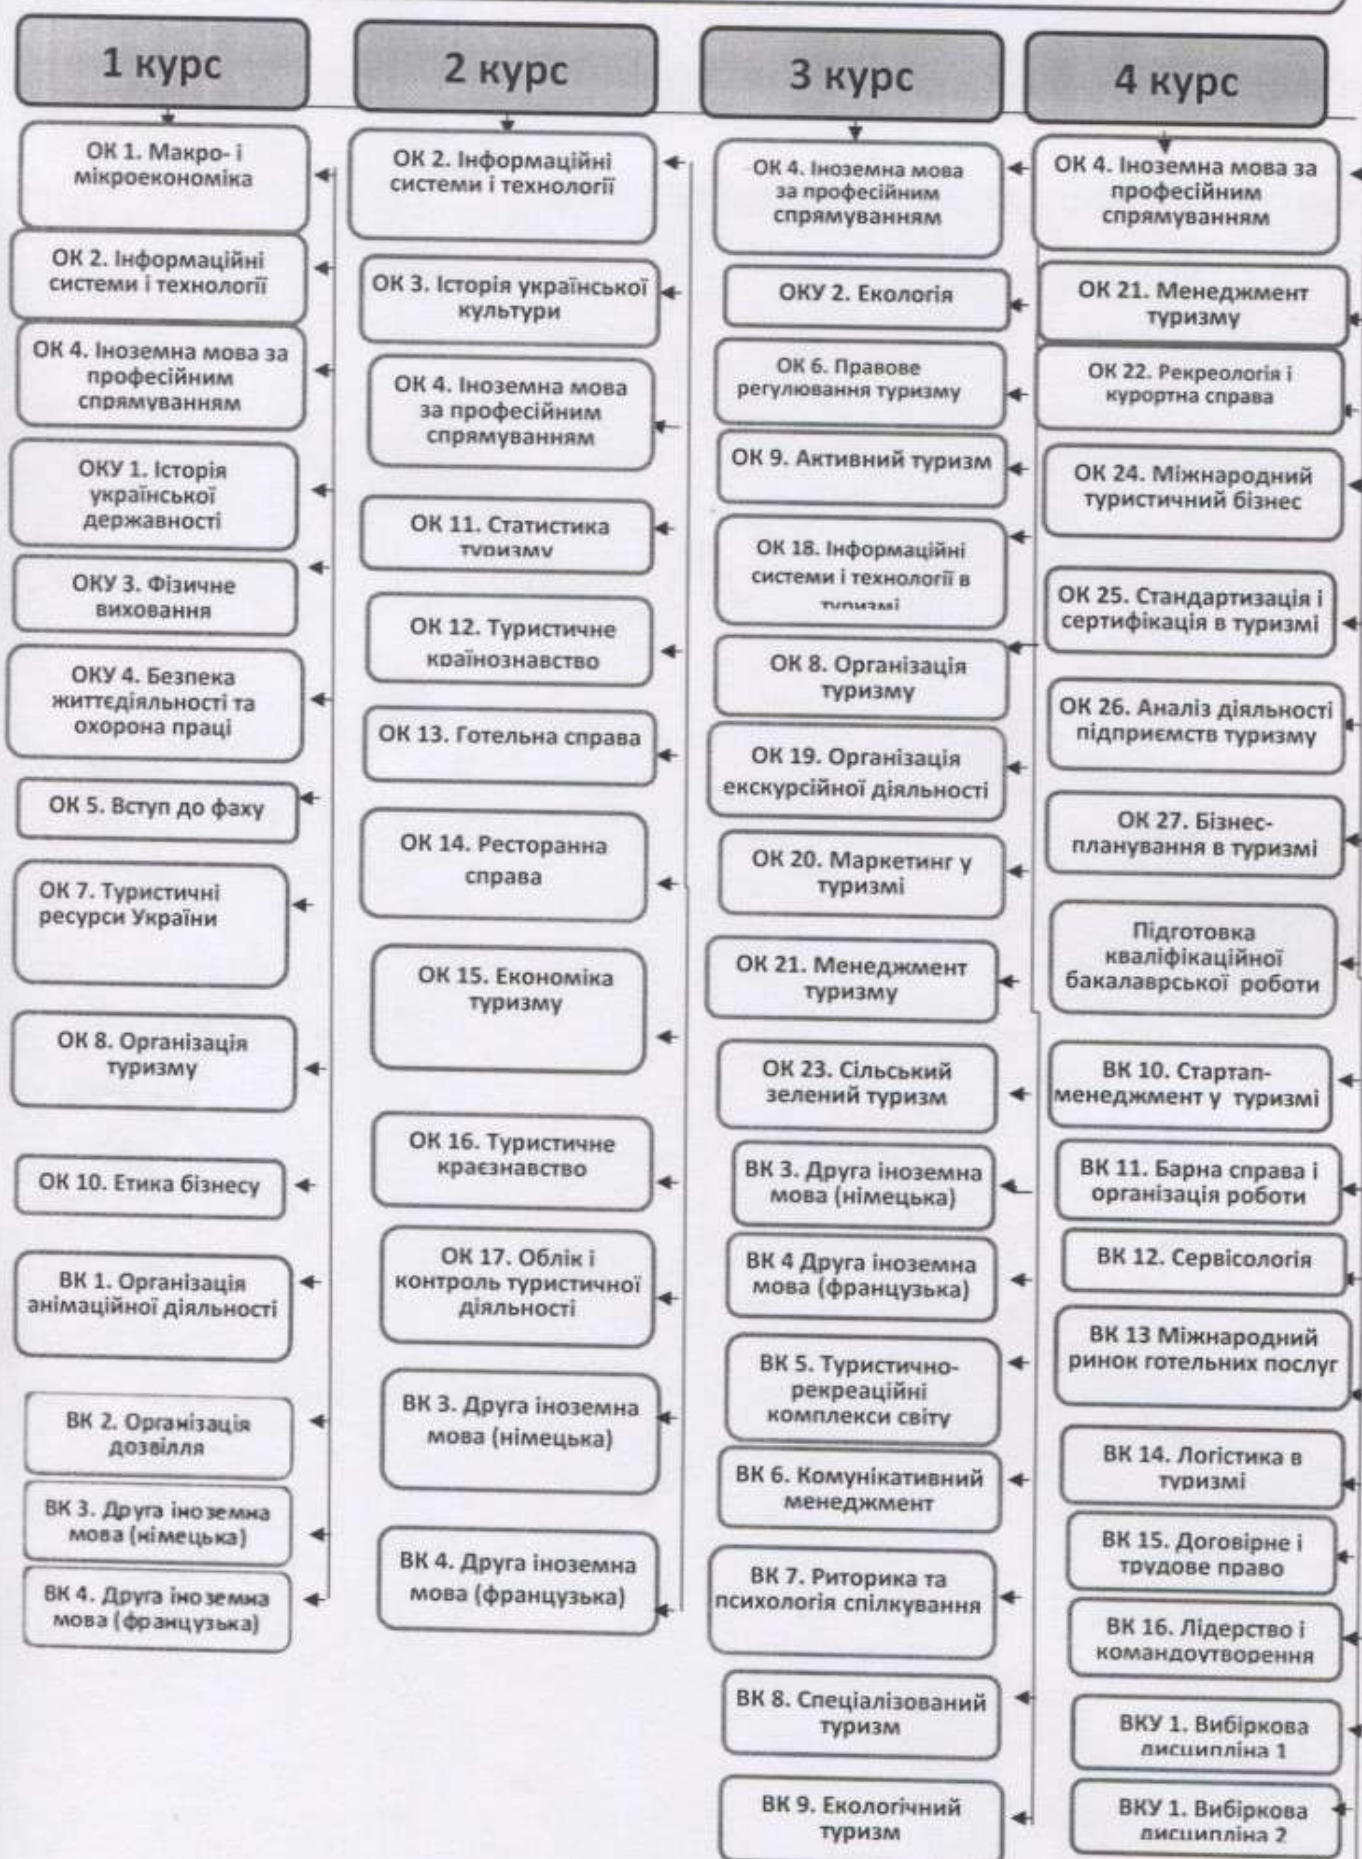 1 курс
ОК 1. Макро- і
мікроекономіка
ОК 2. Інформаційні
системи і технології
ОК 4. Іноземна мова за
професійним
спрямуванням
ОКУ 1. Історія
української
державності
ОКУ 3. Фізичне
виховання
ОКУ 4. Безпека
життєдіяльності та
охорона праці
ОК 5. Вступ до фаху
ОК 7. Туристичні
ресурси України
ОК 8. Організація
туризму
ОК 10. Етика бізнесу
ВК 1. Організація
анімаційної діяльності
ВК 2. Організація
дозвілля
ВК 3. Друга іноземна
мова (німецька)
ВК 4. Друга іноземна
мова (французька)
2 курс
ОК 2. Інформаційні
системи і технології
ОК 3. Історія української
культури
ОК 4. Іноземна мова
за професійним
спрямуванням
ОК 11. Статистика
туризму
ОК 12. Туристичне
країнознавство
ОК 13. Готельна справа
ОК 14. Ресторанна
справа
ОК 15. Економіка
туризму
ОК 16. Туристичне
краєзнавство
ОК 17. Облік і
контроль туристичної
діяльності
ВК 3. Друга іноземна
мова (німецька)
ВК 4. Друга іноземна
мова (французька)
3 курс
ОК 4. Іноземна мова
за професійним
спрямуванням
ОКУ 2. Екологія
ОК 6. Правове
регулювання туризму
ОК 9. Активний туризм
ОК 18. Інформаційні
системи і технології в
туризмі
ОК 8. Організація
туризму
ОК 19. Організація
екскурсійної діяльності
ОК 20. Маркетинг у
туризмі
ОК 21. Менеджмент
туризму
ОК 23. Сільський
зелений туризм
ВК 3. Друга іноземна
мова (німецька)
ВК 4 Друга іноземна
мова (французька)
ВК 5. Туристично-
рекреаційні
комплекси світу
ВК 6. Комунікативний
менеджмент
ВК 7. Риторика та
психологія спілкування
ВК 8. Спеціалізований
туризм
ВК 9. Екологічний
туризм
4 курс
ОК 4. Іноземна мова за
професійним
спрямуванням
ОК 21. Менеджмент
туризму
ОК 22. Рекреологія і
курортна справа
ОК 24. Міжнародний
туристичний бізнес
ОК 25. Стандартизація і
сертифікація в туризмі
ОК 26. Аналіз діяльності
підприємств туризму
ОК 27. Бізнес-
планування в туризмі
Підготовка
кваліфікаційної
бакалаврської роботи
ВК 10. Стартап-
менеджмент у туризмі
ВК 11. Барна справа і
організація роботи
ВК 12. Сервісологія
ВК 13 Міжнародний
ринок готельних послуг
ВК 14. Логістика в
туризмі
ВК 15. Договірне і
трудове право
ВК 16. Лідерство і
командоутворення
ВКУ 1. Вибіркова
дисципліна 1
ВКУ 1. Вибіркова
дисципліна 2